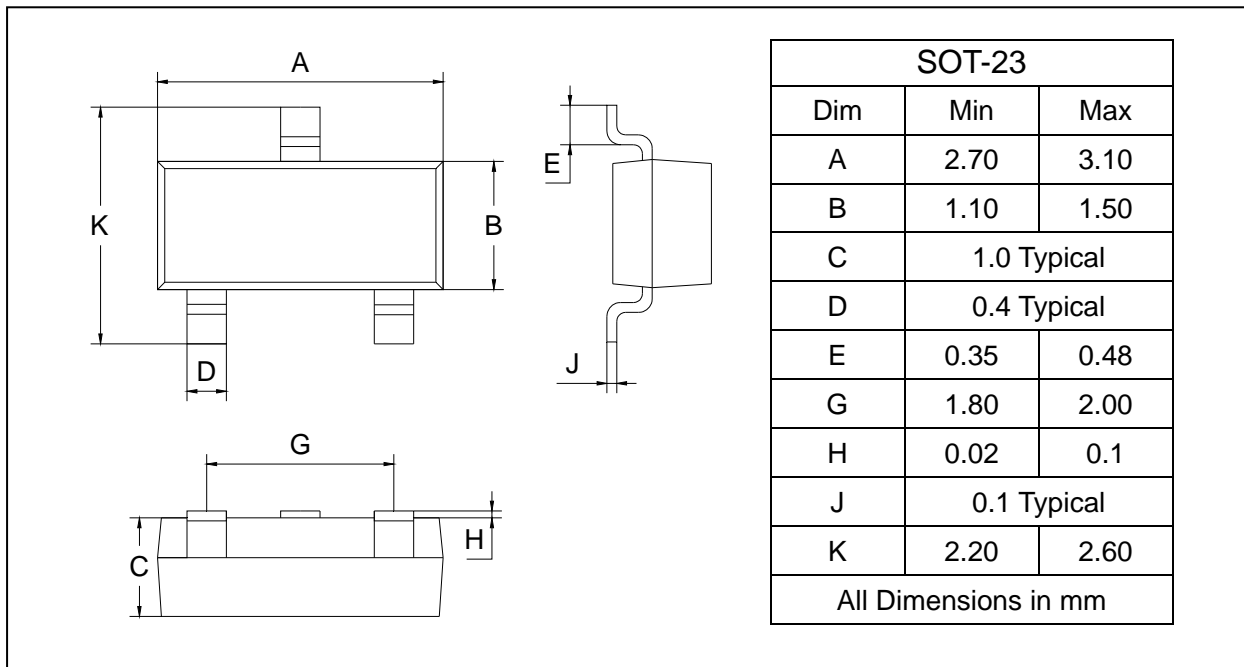 A
K
B
D
E
J
G
C
H
SOT-23
Dim Min Max
A 2.70 3.10
B 1.10 1.50
C 1.0 Typical
D 0.4 Typical
E 0.35 0.48
G 1.80 2.00
H 0.02 0.1
J 0.1 Typical
K 2.20 2.60
All Dimensions in mm